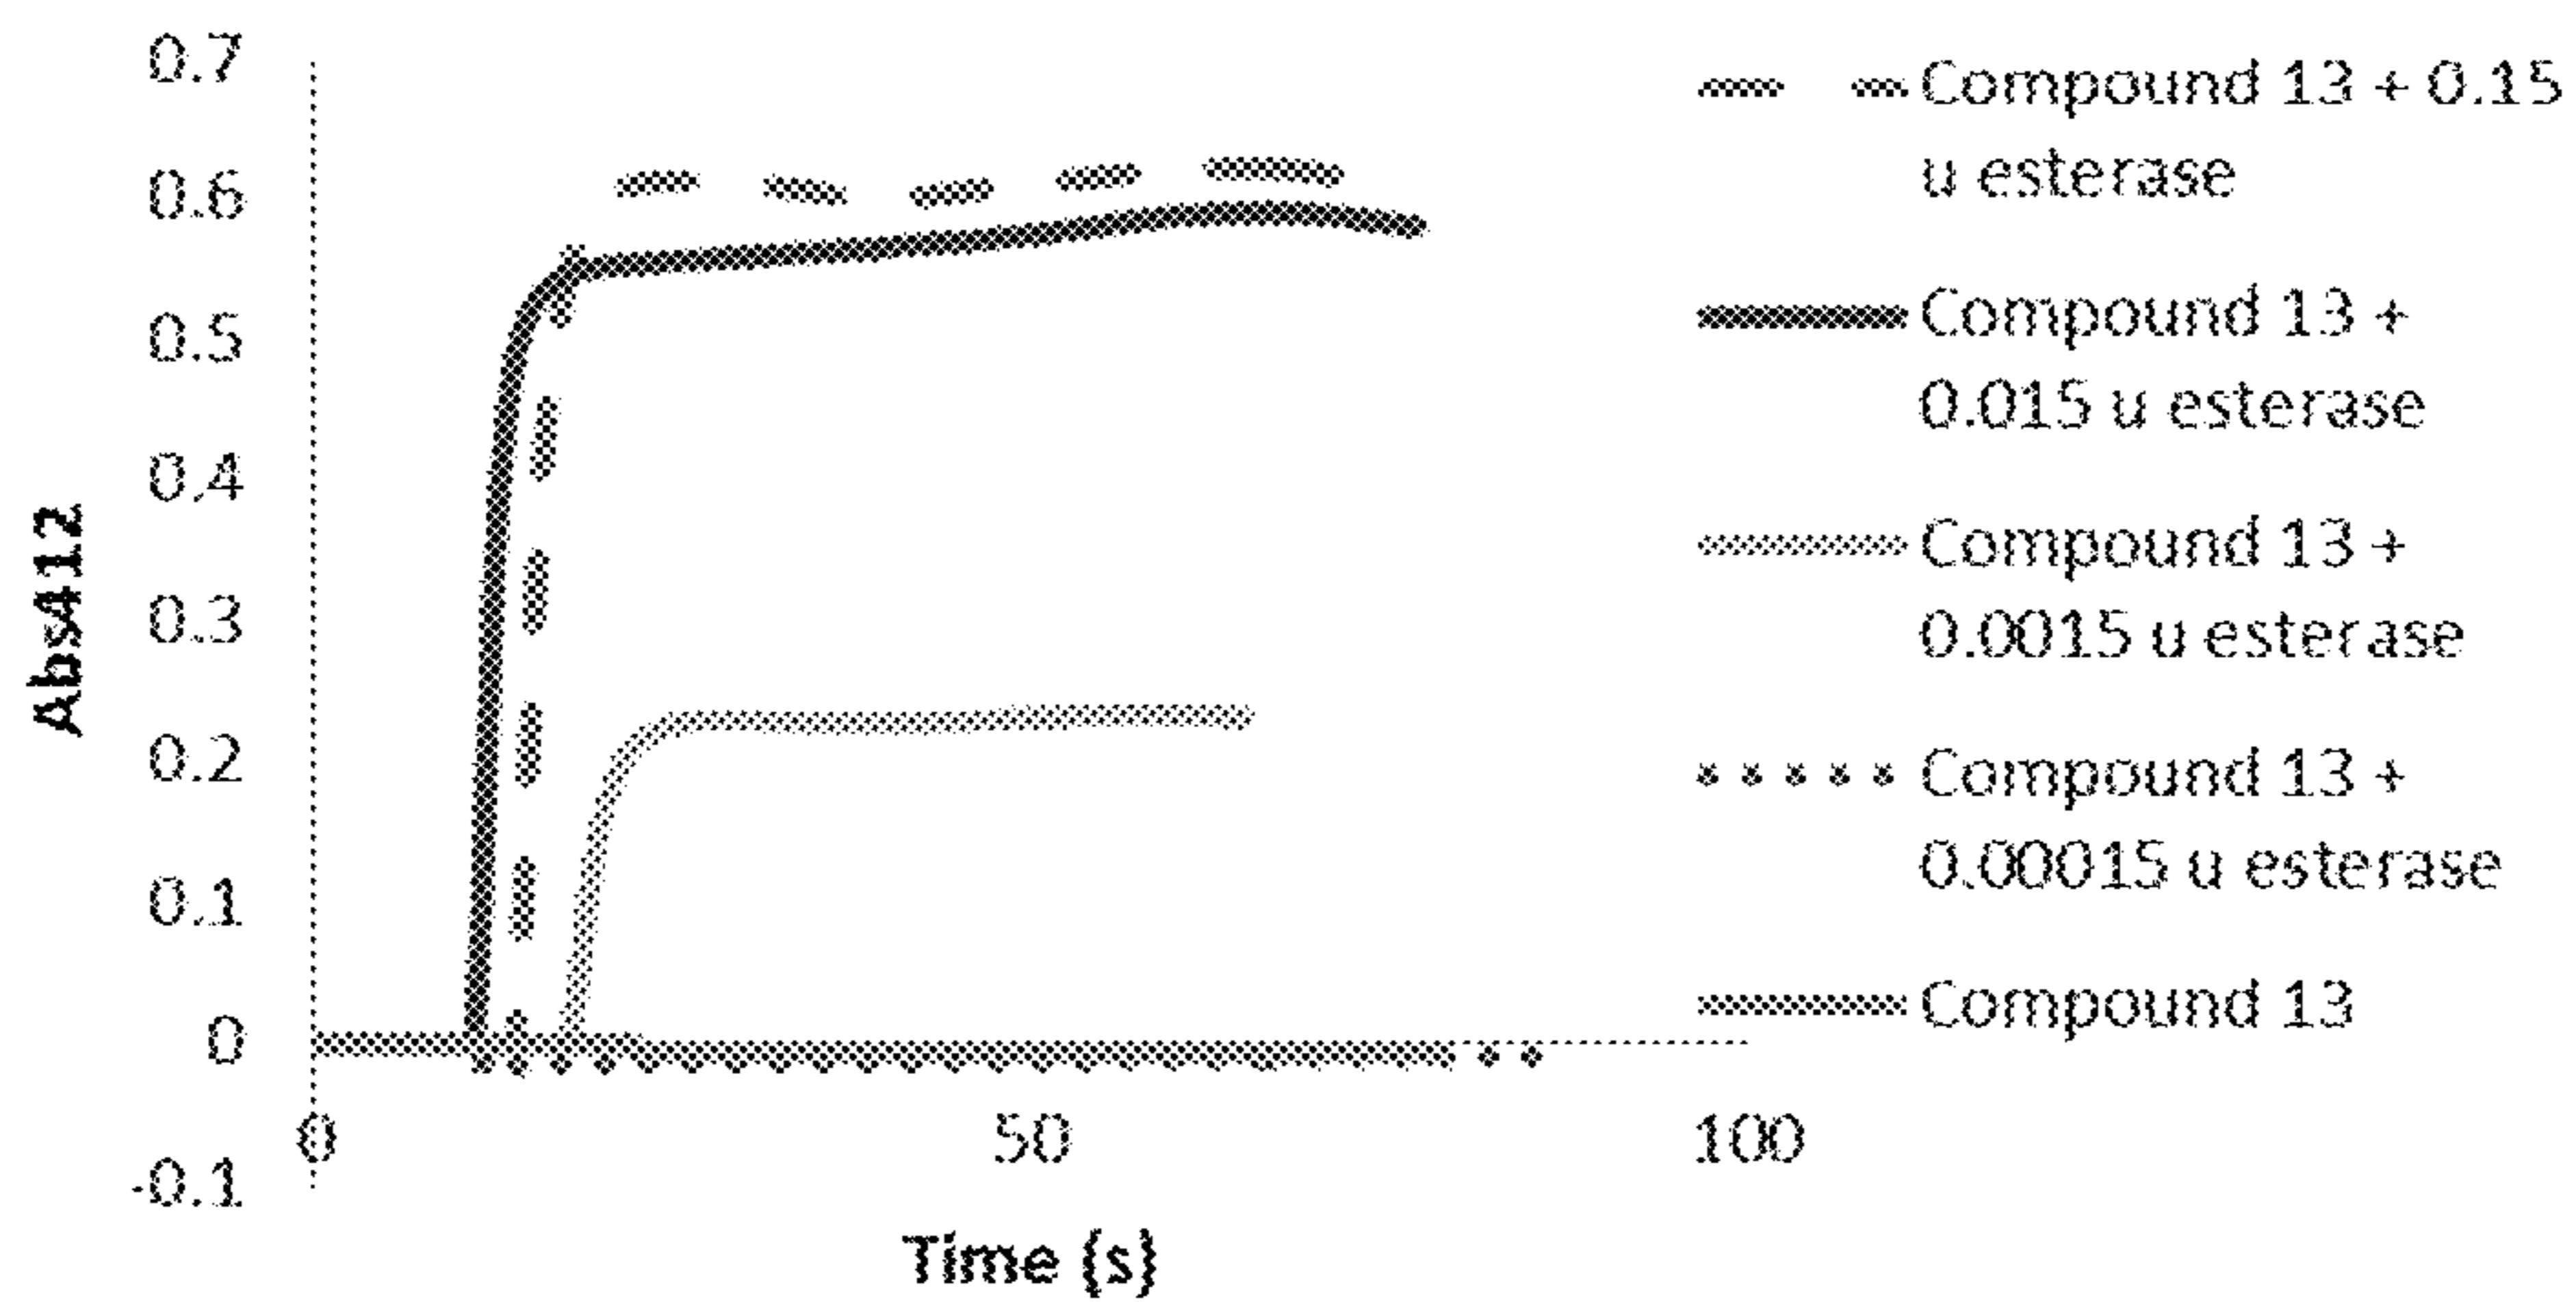 0.7
0.6
0.5
0.4
0.3
0.2
0.1
0
-0.1
Abs412
0
50
100
Time (s)
Compound 13 + 0.15
u esterase
Compound 13 +
0.015 u esterase
Compound 13 +
0.0015 u esterase
Compound 13 +
0.00015 u esterase
Compound 13